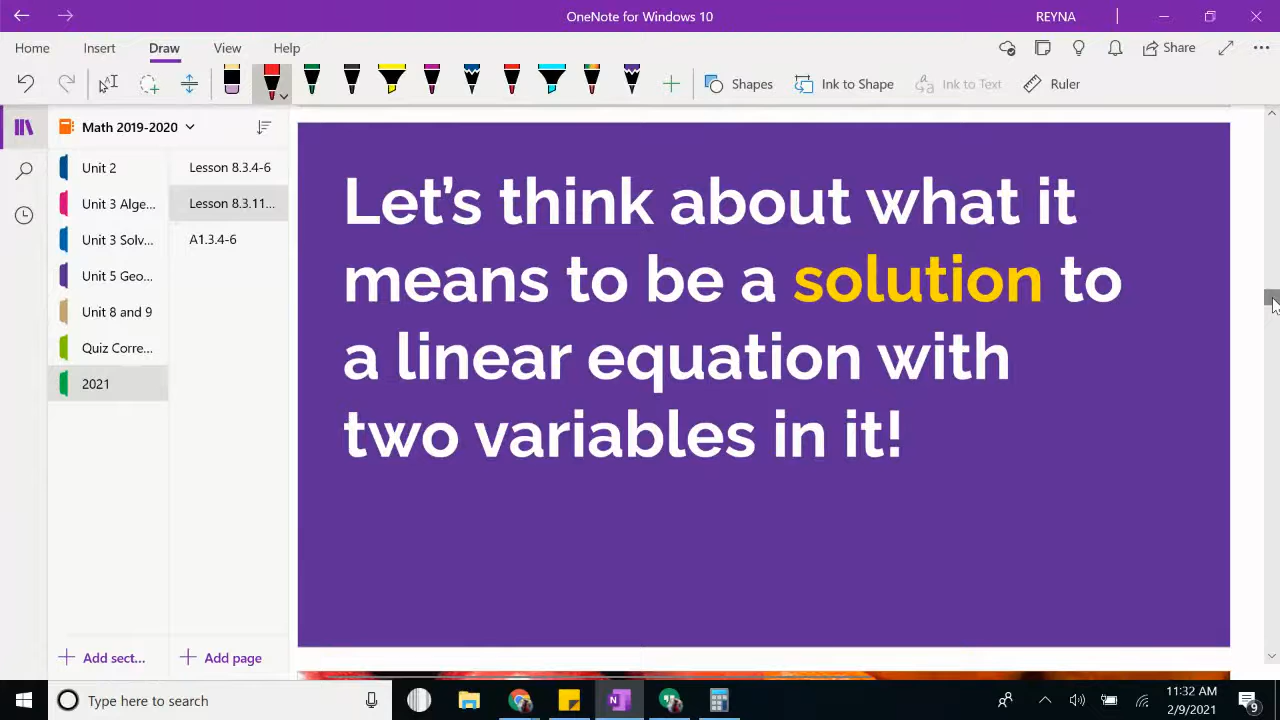 OneNote for Windows 10
REYNA
Home Insert Draw View Help
Share
Shapes Ink to Shape Ink to Text Ruler
Math 2019-2020
Unit 2
Unit 3 Alge...
Unit 3 Solv...
Unit 5 Geo...
Unit 8 and 9
Quiz Corre...
2021
Lesson 8.3.4-6
Lesson 8.3.11...
A1.3.4-6
Let's think about what it
means to be a solution to
a linear equation with
two variables in it!
Add sect...
Add page
Type here to search
N
11:32 AM
2/9/2021
9